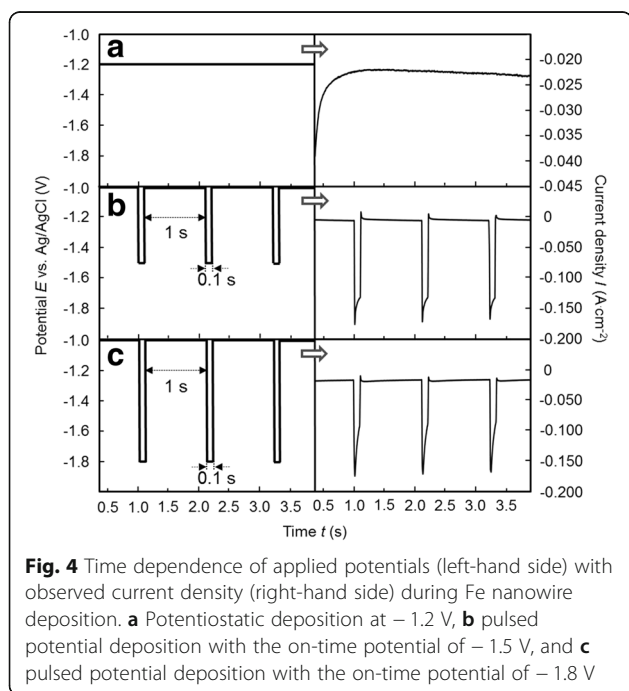 a
-1.0
-1.2
-1.4
-1.6
-1.8
-0.020
-0.025
-0.030
-0.035
-0.040
-0.045
b
-1.0
-1.2
-1.4
-1.6
-1.8
1 s
0.1 s
0
-0.050
-0.100
-0.150
-0.200
c
-1.0
-1.2
-1.4
-1.6
-1.8
1 s
0.1 s
0
-0.050
-0.100
-0.150
-0.200
Potential E vs. Ag/AgCl (V)
Current density I (A·cm⁻²)
0.5 1.0 1.5 2.0 2.5 3.0 3.5
0.5 1.0 1.5 2.0 2.5 3.0 3.5
Time t (s)
Fig. 4 Time dependence of applied potentials (left-hand side) with
observed current density (right-hand side) during Fe nanowire
deposition. a Potentiostatic deposition at − 1.2 V, b pulsed
potential deposition with the on-time potential of − 1.5 V, and c
pulsed potential deposition with the on-time potential of − 1.8 V